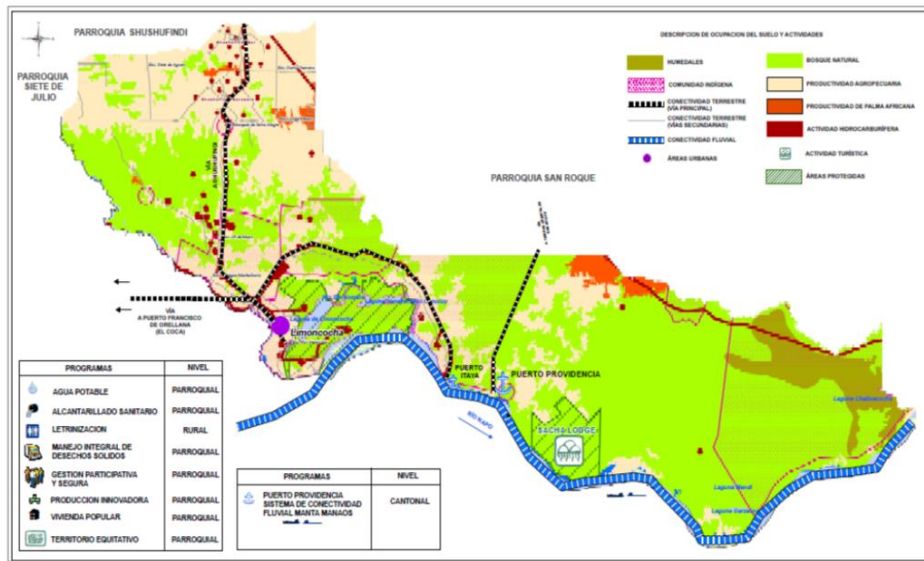 PARROQUIA SHUSHUFINDI
PARROQUIA
SIETE DE
JULIO
DESCRIPCION DE OCUPACION DEL SUELO Y ACTIVIDADES
HUMEDALES
COMUNIDAD INDÍGENA
CONECTIVIDAD TERRESTRE
(VÍA PRINCIPAL)
CONECTIVIDAD TERRESTRE
(VÍAS SECUNDARIAS)
CONECTIVIDAD FLUVIAL
ÁREAS URBANAS
BOSQUE NATURAL
PRODUCTIVIDAD AGROPECUARIA
PRODUCTIVIDAD DE PALMA AFRICANA
ACTIVIDAD HIDROCARBURÍFERA
ACTIVIDAD TURÍSTICA
ÁREAS PROTEGIDAS
VÍA
A SHUSHUFINDI
PARROQUIA SAN ROQUE
VÍA
A PUERTO FRANCISCO
DE ORELLANA
(EL COCA)
Laguna de Limoncocha
Limoncocha
PUERTO
ITAYA
PUERTO PROVIDENCIA
RÍO NAPO
SACHA LODGE
Laguna
PROGRAMAS
NIVEL
AGUA POTABLE
PARROQUIAL
ALCANTARILLADO SANITARIO
PARROQUIAL
LETRINIZACION
RURAL
MANEJO INTEGRAL DE
DESECHOS SOLIDOS
PARROQUIAL
GESTION PARTICIPATIVA
Y SEGURA
PARROQUIAL
PRODUCCION INNOVADORA
PARROQUIAL
VIVIENDA POPULAR
PARROQUIAL
TERRITORIO EQUITATIVO
PARROQUIAL
PROGRAMAS
NIVEL
PUERTO PROVIDENCIA
SISTEMA DE CONECTIVIDAD
FLUVIAL MANTA MANAOS
CANTONAL